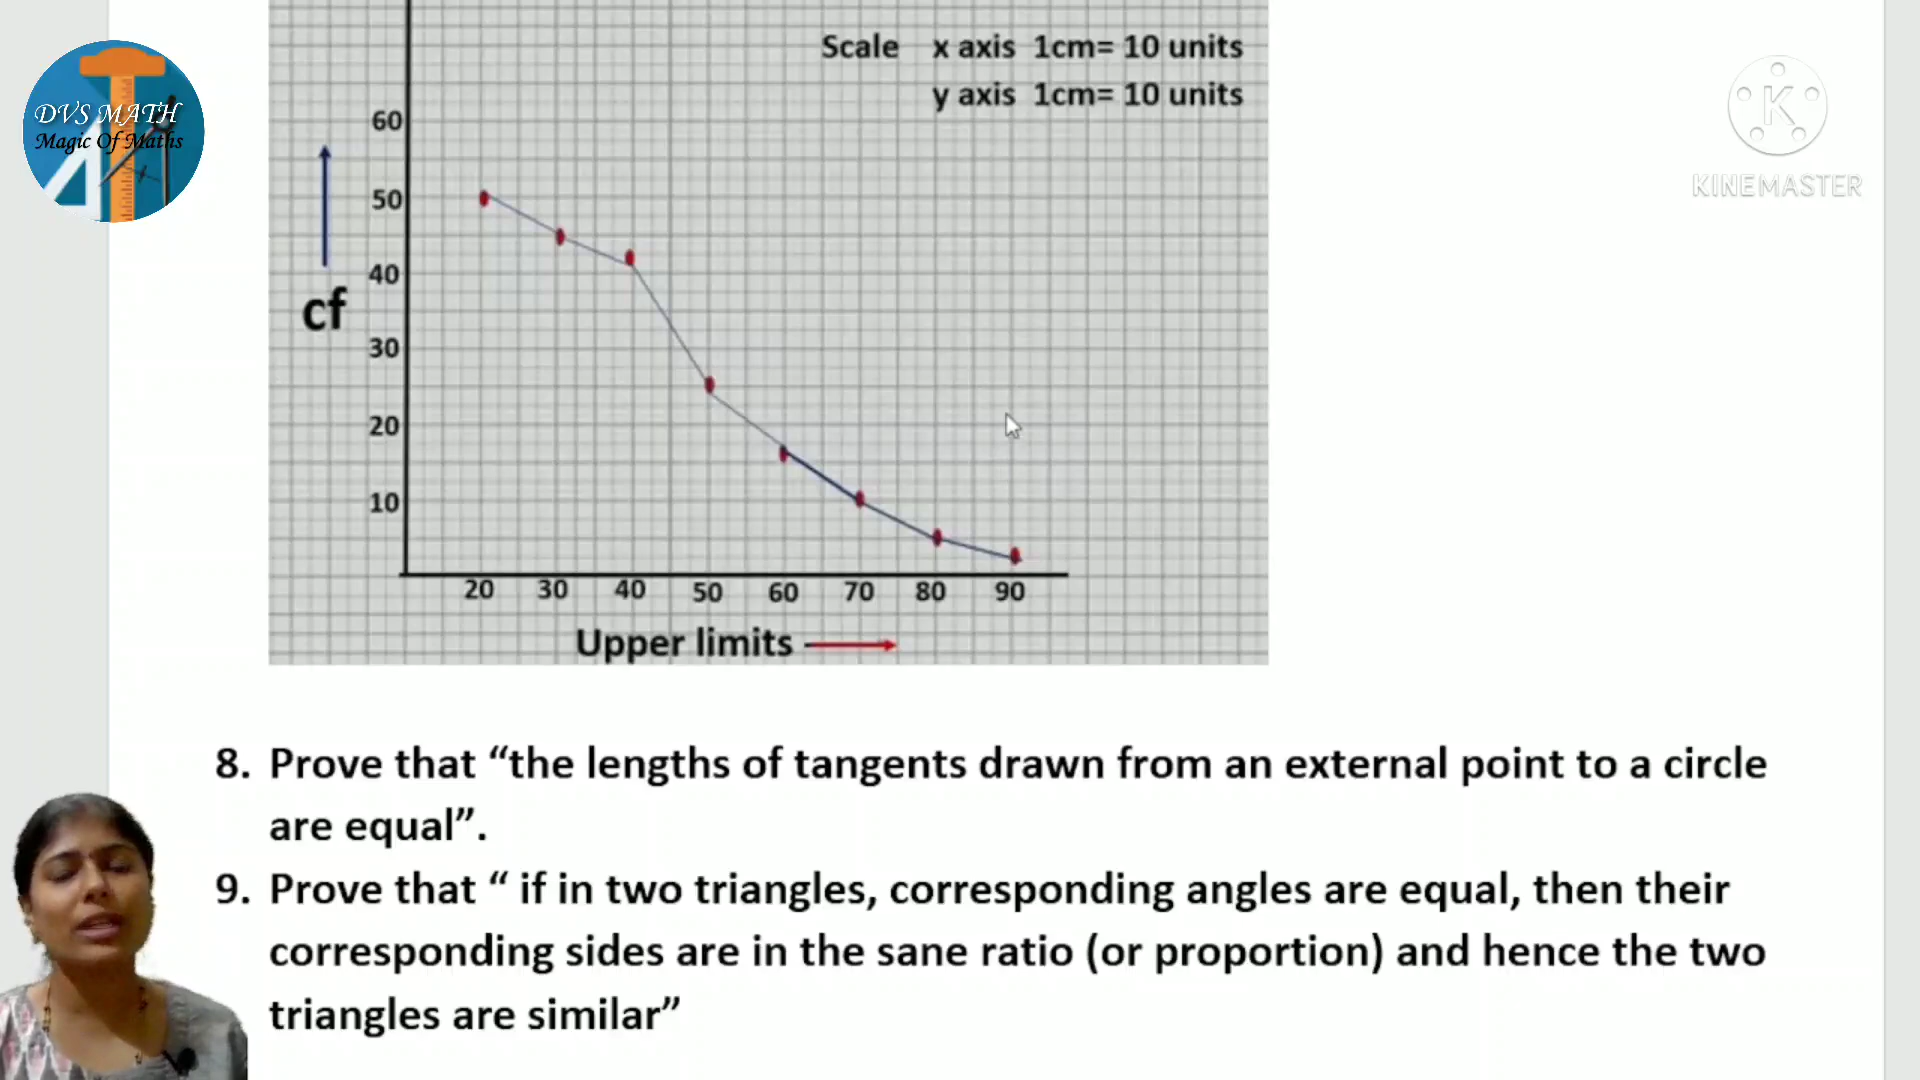 DVS MATH
Magic Of Maths
Scale x axis 1cm= 10 units
y axis 1cm= 10 units
K
KINEMASTER
60
50
40
30
20
10
cf
20 30 40 50 60 70 80 90
Upper limits
8. Prove that “the lengths of tangents drawn from an external point to a circle
are equal”.
9. Prove that “ if in two triangles, corresponding angles are equal, then their
corresponding sides are in the sane ratio (or proportion) and hence the two
triangles are similar”